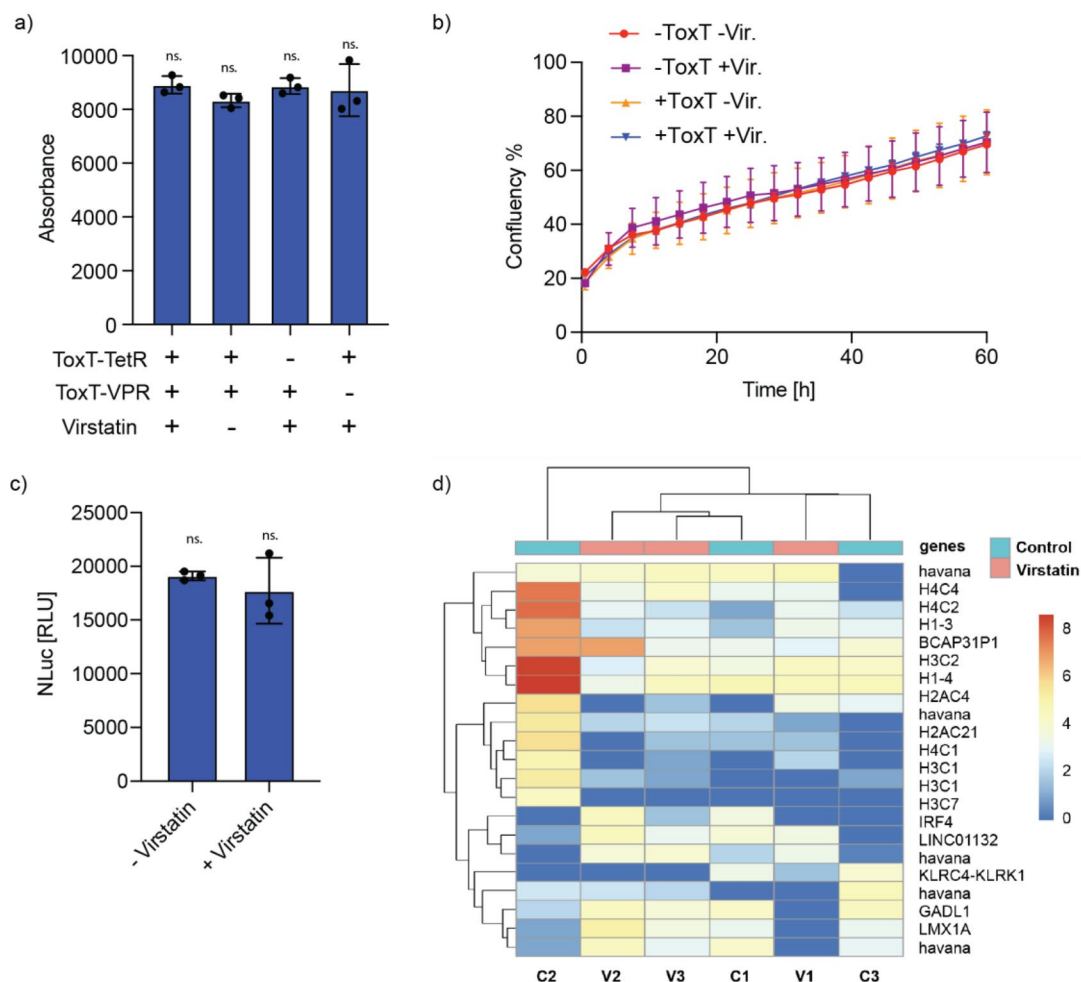 a)
ns.
ns.
ns.
ns.
10000
8000
6000
4000
2000
0
Absorbance
ToxT-TetR + + - +
ToxT-VPR + + + -
Virstatin + - + +
b)
-ToxT -Vir.
-ToxT +Vir.
+ToxT -Vir.
+ToxT +Vir.
100
80
60
40
20
0
Confluency %
0 20 40 60
Time [h]
c)
25000
20000
15000
10000
5000
0
NLuc [RLU]
ns.
ns.
- Virstatin
+ Virstatin
d)
genes
Control
Virstatin
havana
H4C4
H4C2
H1-3
BCAP31P1
H3C2
H1-4
H2AC4
havana
H2AC21
H4C1
H3C1
H3C1
H3C7
IRF4
LINC01132
havana
KLRC4-KLRK1
havana
GADL1
LMX1A
havana
8
6
4
2
0
C2 V2 V3 C1 V1 C3